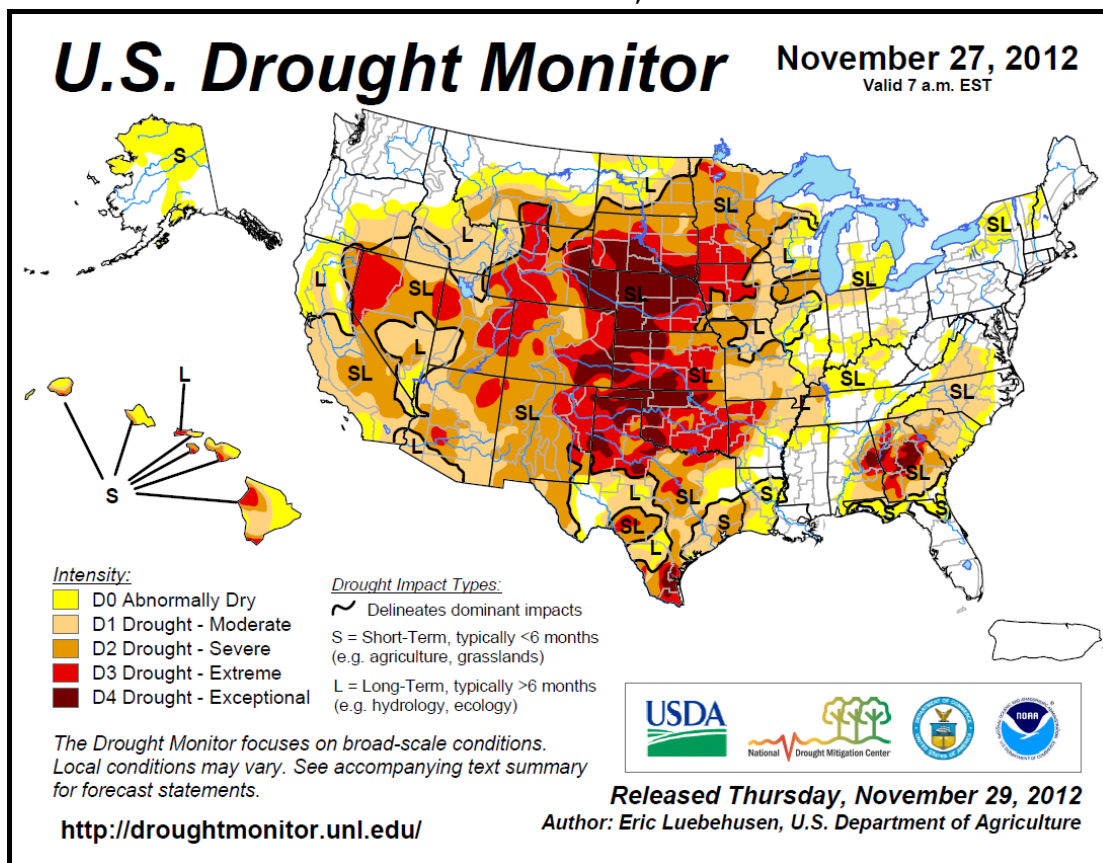 U.S. Drought Monitor
November 27, 2012
Valid 7 a.m. EST
S
L
S
L
SL
L
L
SL
L
SL
SL
SL
L
L
SL
SL
L
SL
SL
SL
L
SL
L
SL
SL
L
S
S
SL
L
S
S
Intensity:
D0 Abnormally Dry
D1 Drought - Moderate
D2 Drought - Severe
D3 Drought - Extreme
D4 Drought - Exceptional
Drought Impact Types:
Delineates dominant impacts
S = Short-Term, typically <6 months
(e.g. agriculture, grasslands)
L = Long-Term, typically >6 months
(e.g. hydrology, ecology)
USDA
National Drought Mitigation Center
NOAA
The Drought Monitor focuses on broad-scale conditions.
Local conditions may vary. See accompanying text summary
for forecast statements.
http://droughtmonitor.unl.edu/
Released Thursday, November 29, 2012
Author: Eric Luebehusen, U.S. Department of Agriculture